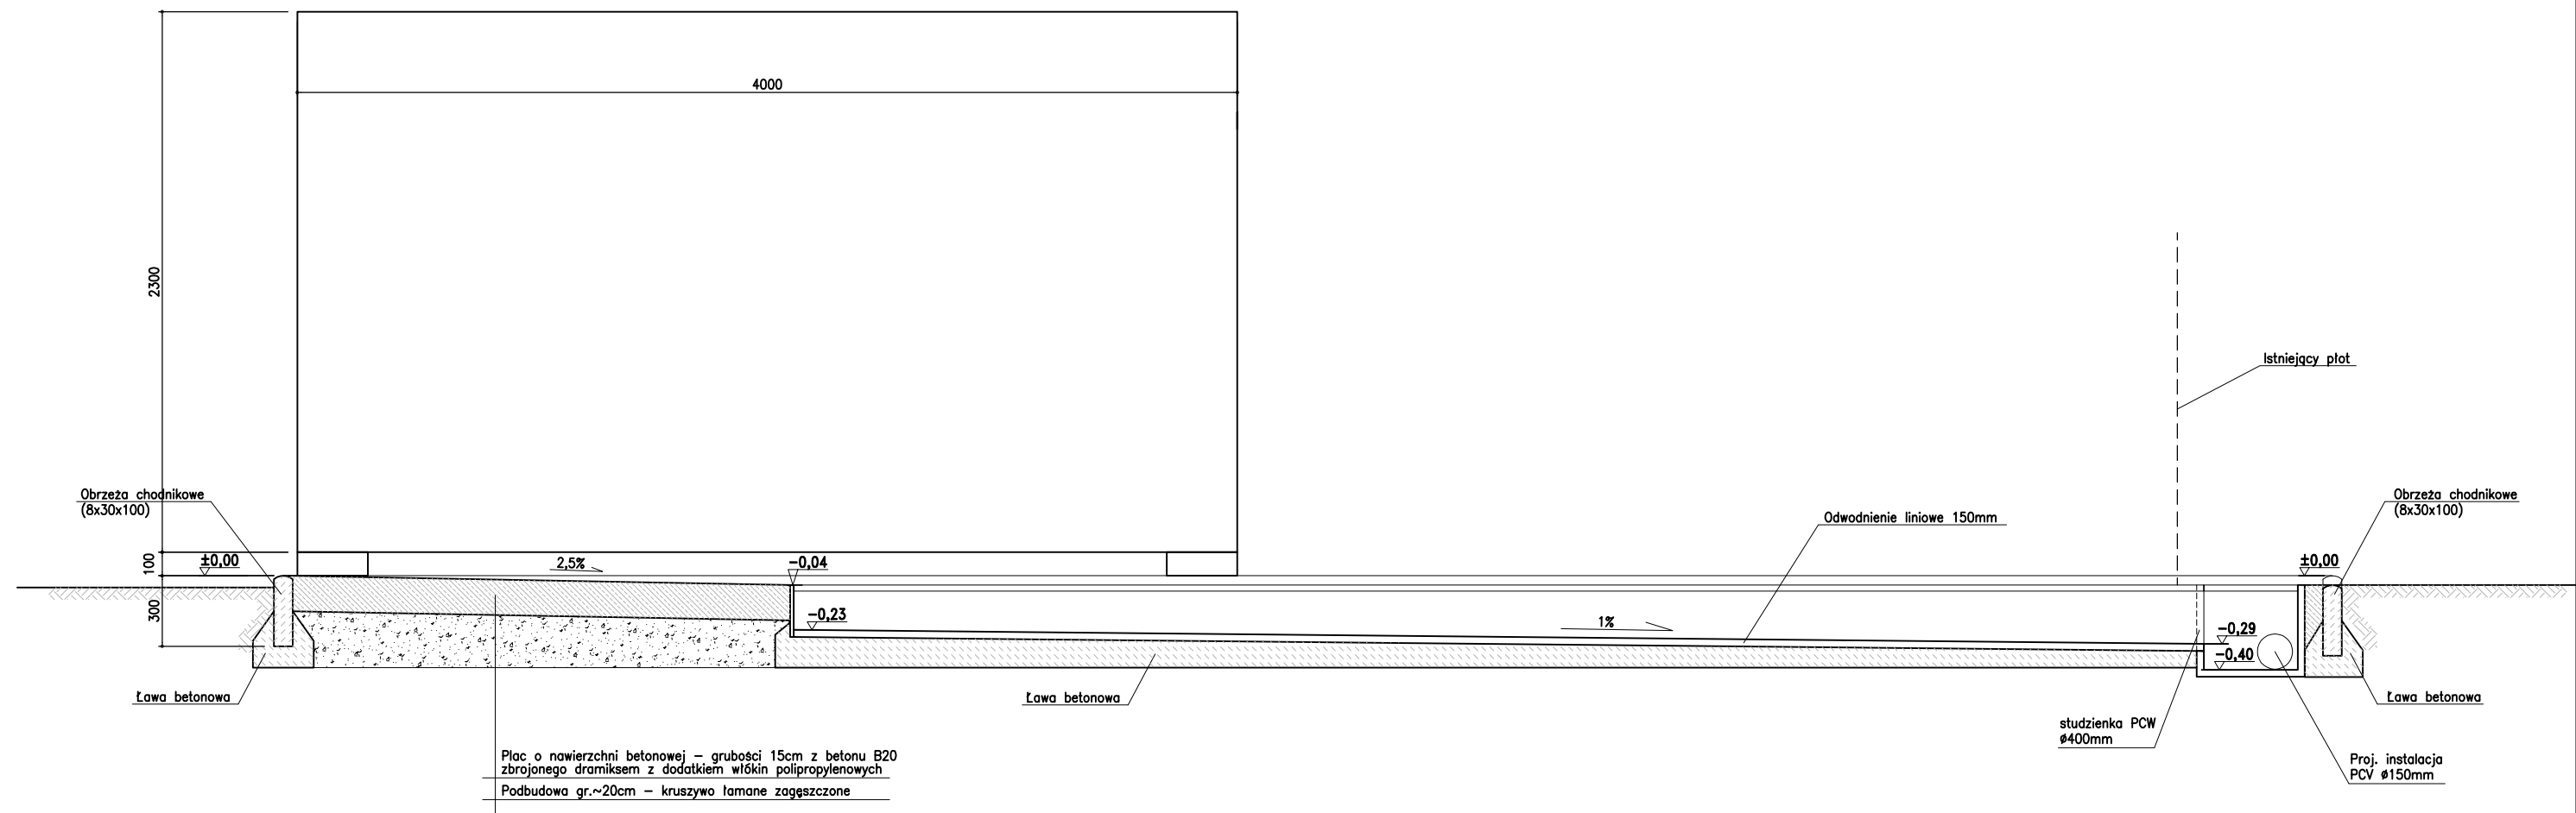 4000
2300
Istniejący płot
Obrzeża chodnikowe
(8x30x100)
Obrzeża chodnikowe
(8x30x100)
Odwodnienie liniowe 150mm
100
±0,00
2,5%
-0,04
±0,00
300
-0,23
1%
-0,29
-0,40
Ława betonowa
Ława betonowa
Ława betonowa
studzienka PCW
ø400mm
Plac o nawierzchni betonowej – grubości 15cm z betonu B20
zbrojonego dramiksem z dodatkiem włókin polipropylenowych
Podbudowa gr.~20cm – kruszywo łamane zagęszczone
Proj. instalacja
PCV ø150mm